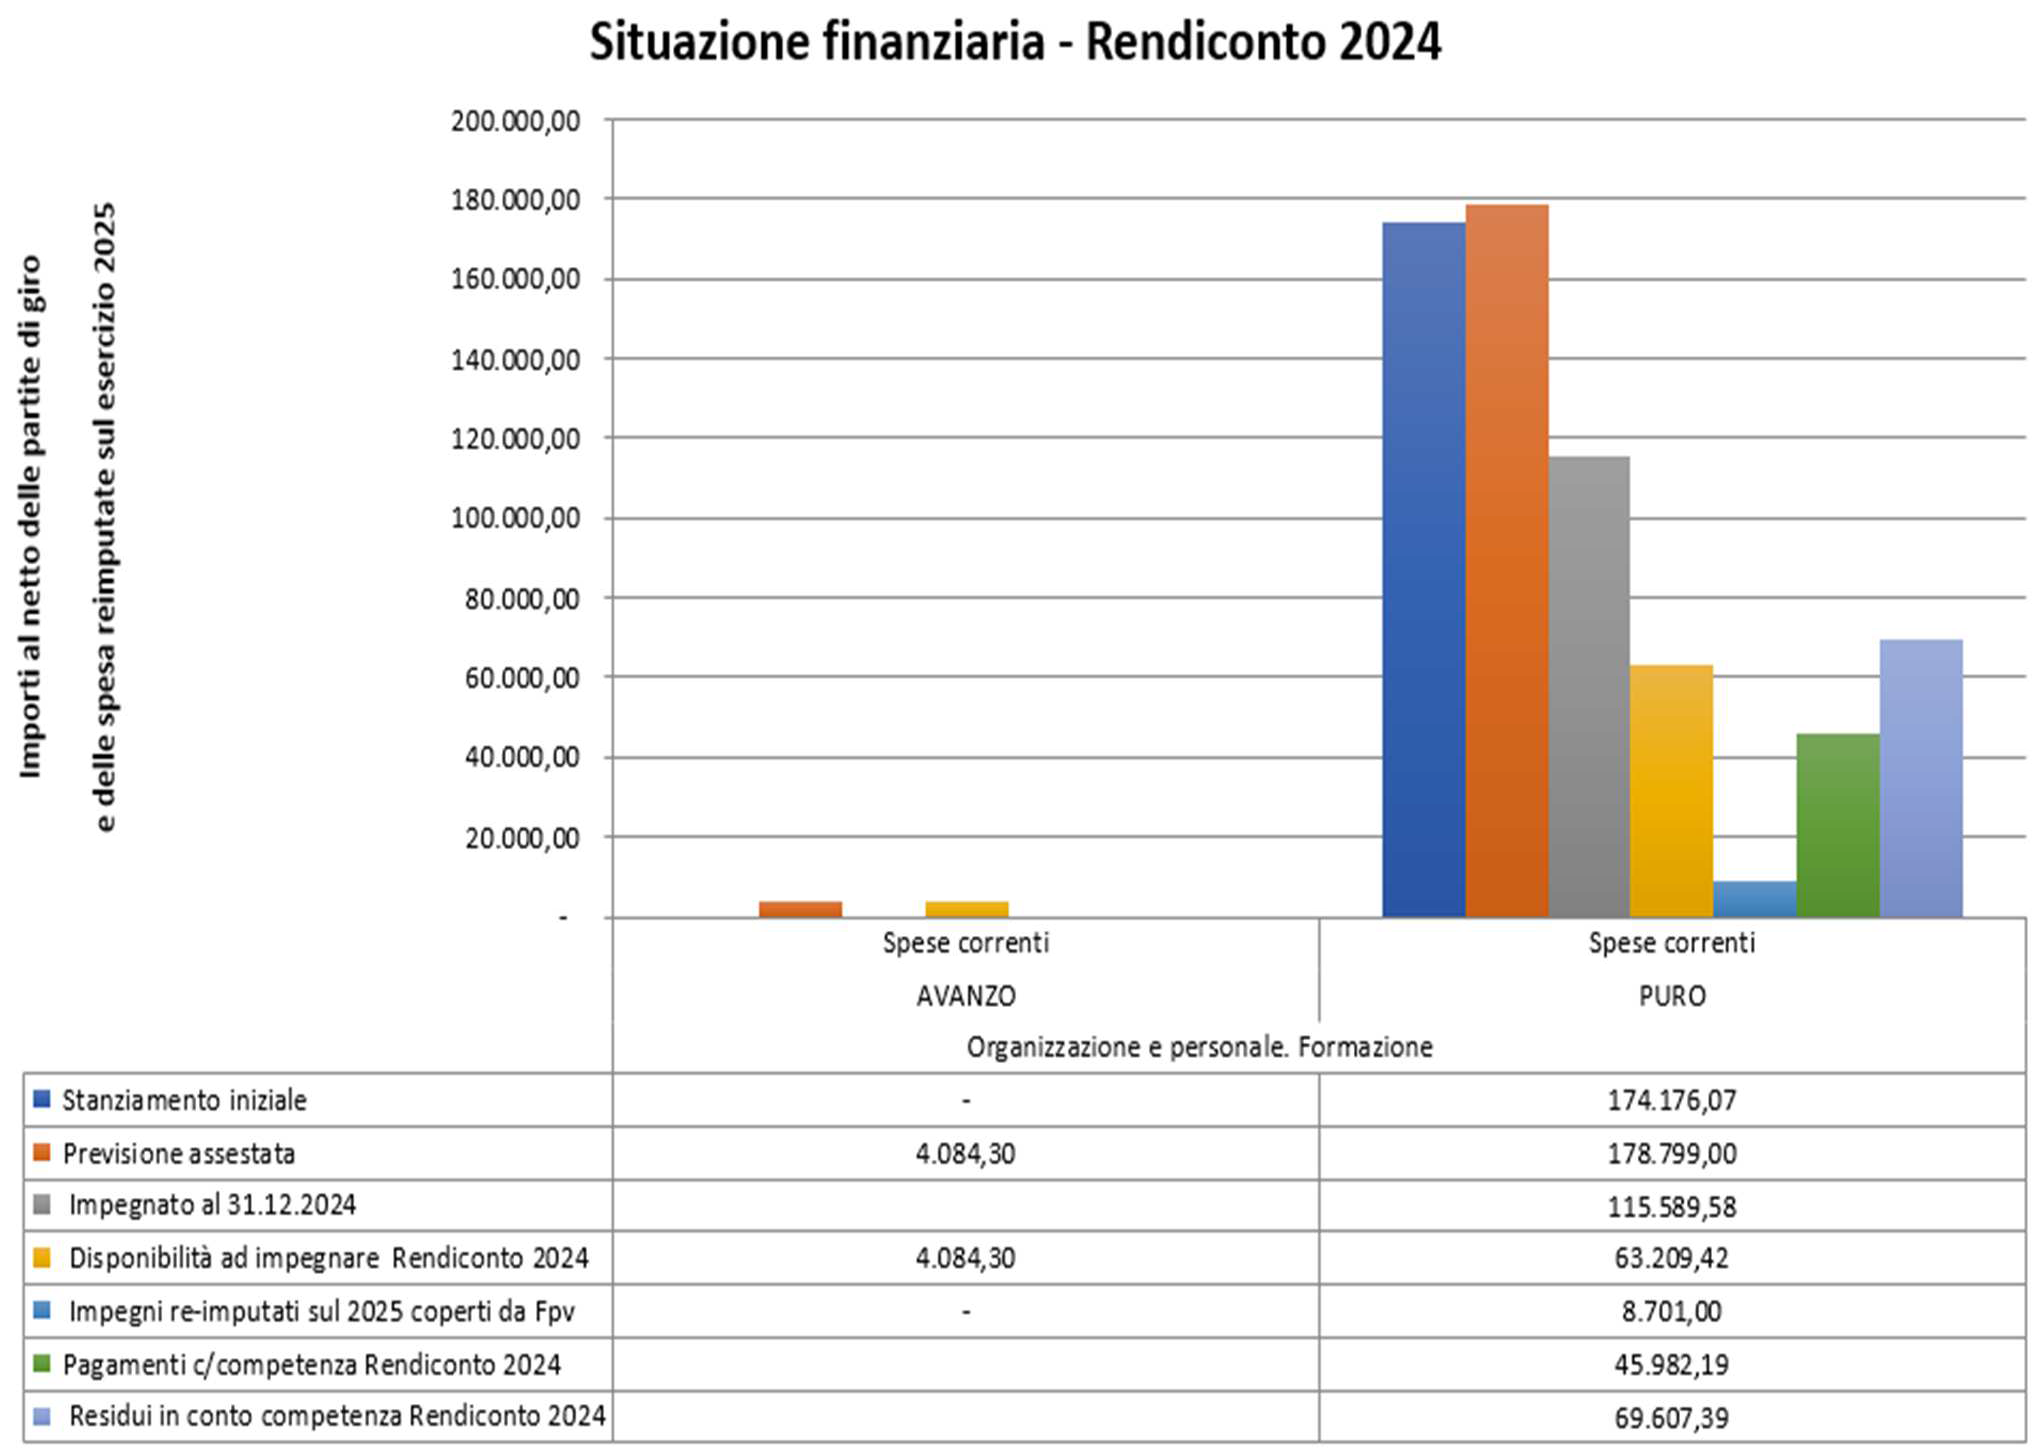 Situazione finanziaria - Rendiconto 2024
Importi al netto delle partite di giro
e delle spesa reimputate sul esercizio 2025
200.000,00
180.000,00
160.000,00
140.000,00
120.000,00
100.000,00
80.000,00
60.000,00
40.000,00
20.000,00
-
Spese correnti Spese correnti
AVANZO PURO
Organizzazione e personale. Formazione
Stanziamento iniziale - 174.176,07
Previsione assestata 4.084,30 178.799,00
Impegnato al 31.12.2024 115.589,58
Disponibilità ad impegnare Rendiconto 2024 4.084,30 63.209,42
Impegni re-imputati sul 2025 coperti da Fpv - 8.701,00
Pagamenti c/competenza Rendiconto 2024 45.982,19
Residui in conto competenza Rendiconto 2024 69.607,39